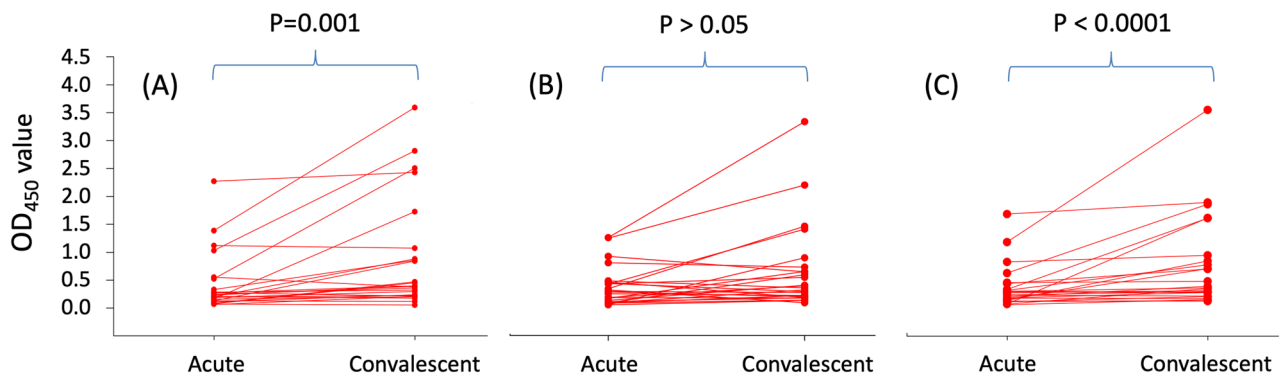 P=0.001
P > 0.05
P < 0.0001
(A)
(B)
(C)
OD450 value
4.5
4.0
3.5
3.0
2.5
2.0
1.5
1.0
0.5
0.0
Acute
Convalescent
Acute
Convalescent
Acute
Convalescent